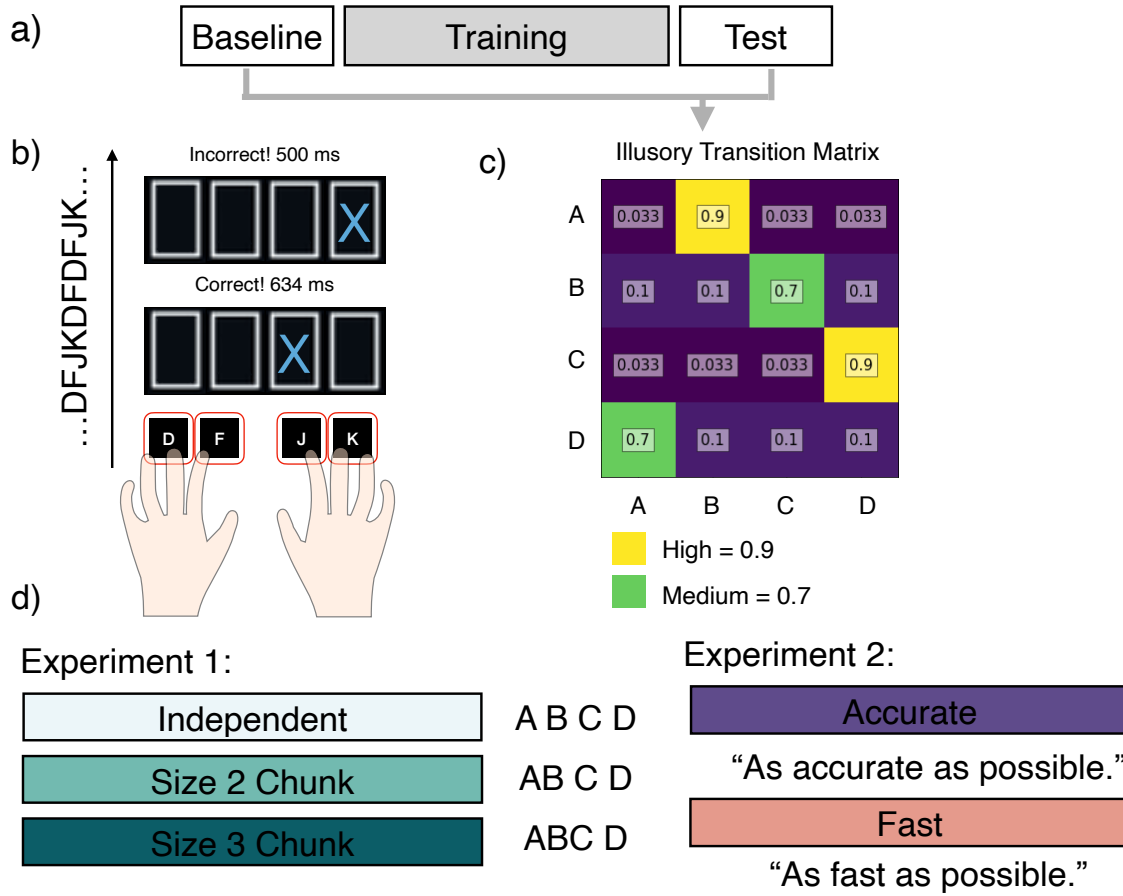 a)
Baseline Training Test
b)
...DFJKDFDFJK...
Incorrect! 500 ms
X
Correct! 634 ms
X
D F J K
c)
Illusory Transition Matrix
A 0.033 0.9 0.033 0.033
B 0.1 0.1 0.7 0.1
C 0.033 0.033 0.033 0.9
D 0.7 0.1 0.1 0.1
A B C D
High = 0.9
Medium = 0.7
d)
Experiment 1:
Independent A B C D
Size 2 Chunk AB C D
Size 3 Chunk ABC D
Experiment 2:
Accurate
“As accurate as possible.”
Fast
“As fast as possible.”